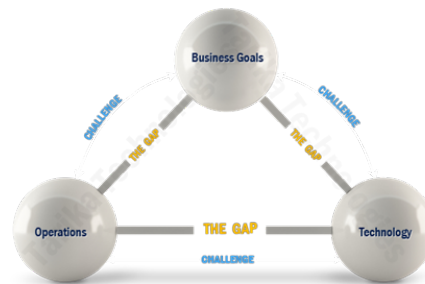 Business Goals
CHALLENGE
CHALLENGE
THE GAP
THE GAP
Operations
THE GAP
Technology
CHALLENGE